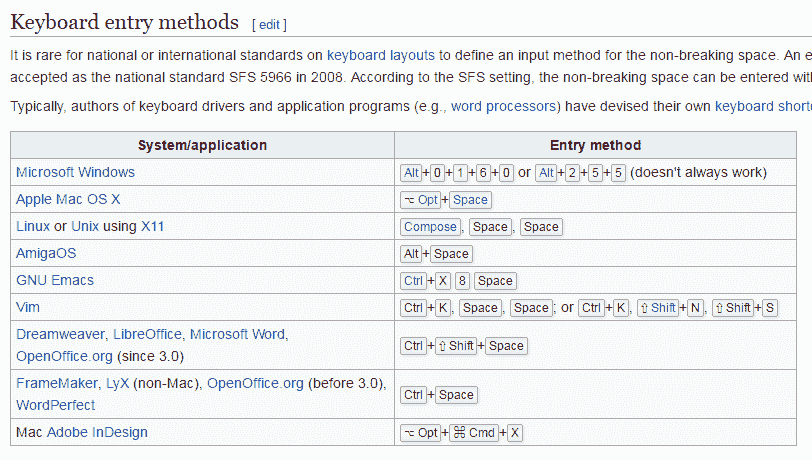 Keyboard entry methods [ edit ]
It is rare for national or international standards on keyboard layouts to define an input method for the non-breaking space. An
accepted as the national standard SFS 5966 in 2008. According to the SFS setting, the non-breaking space can be entered
Typically, authors of keyboard drivers and application programs (e.g., word processors) have devised their own keyboard
System/application Entry method
Microsoft Windows Alt+0+1+6+0 or Alt+2+5+5 (doesn't always work)
Apple Mac OS X ⌥ Opt+Space
Linux or Unix using X11 Compose, Space, Space
AmigaOS Alt+Space
GNU Emacs Ctrl+X 8 Space
Vim Ctrl+K, Space, Space; or Ctrl+K, ⇧ Shift+N, ⇧ Shift+S
Dreamweaver, LibreOffice, Microsoft Word,
OpenOffice.org (since 3.0) Ctrl+⇧ Shift+Space
FrameMaker, LyX (non-Mac), OpenOffice.org (before 3.0),
WordPerfect Ctrl+Space
Mac Adobe InDesign ⌥ Opt+⌘ Cmd+X